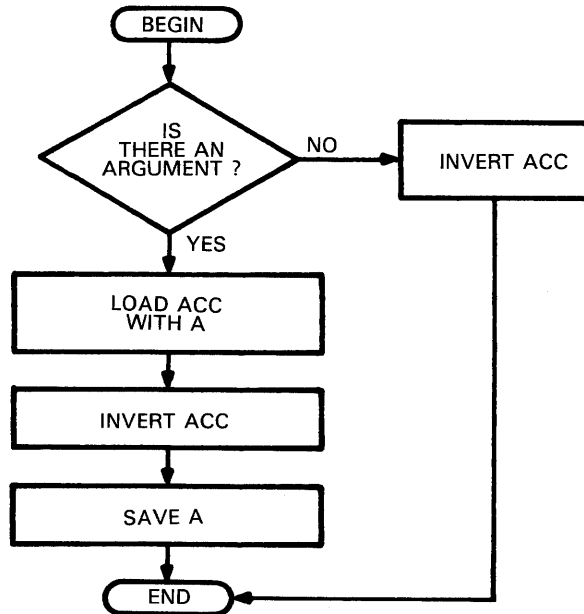 BEGIN
IS
THERE AN
ARGUMENT ?
NO
INVERT ACC
YES
LOAD ACC
WITH A
INVERT ACC
SAVE A
END